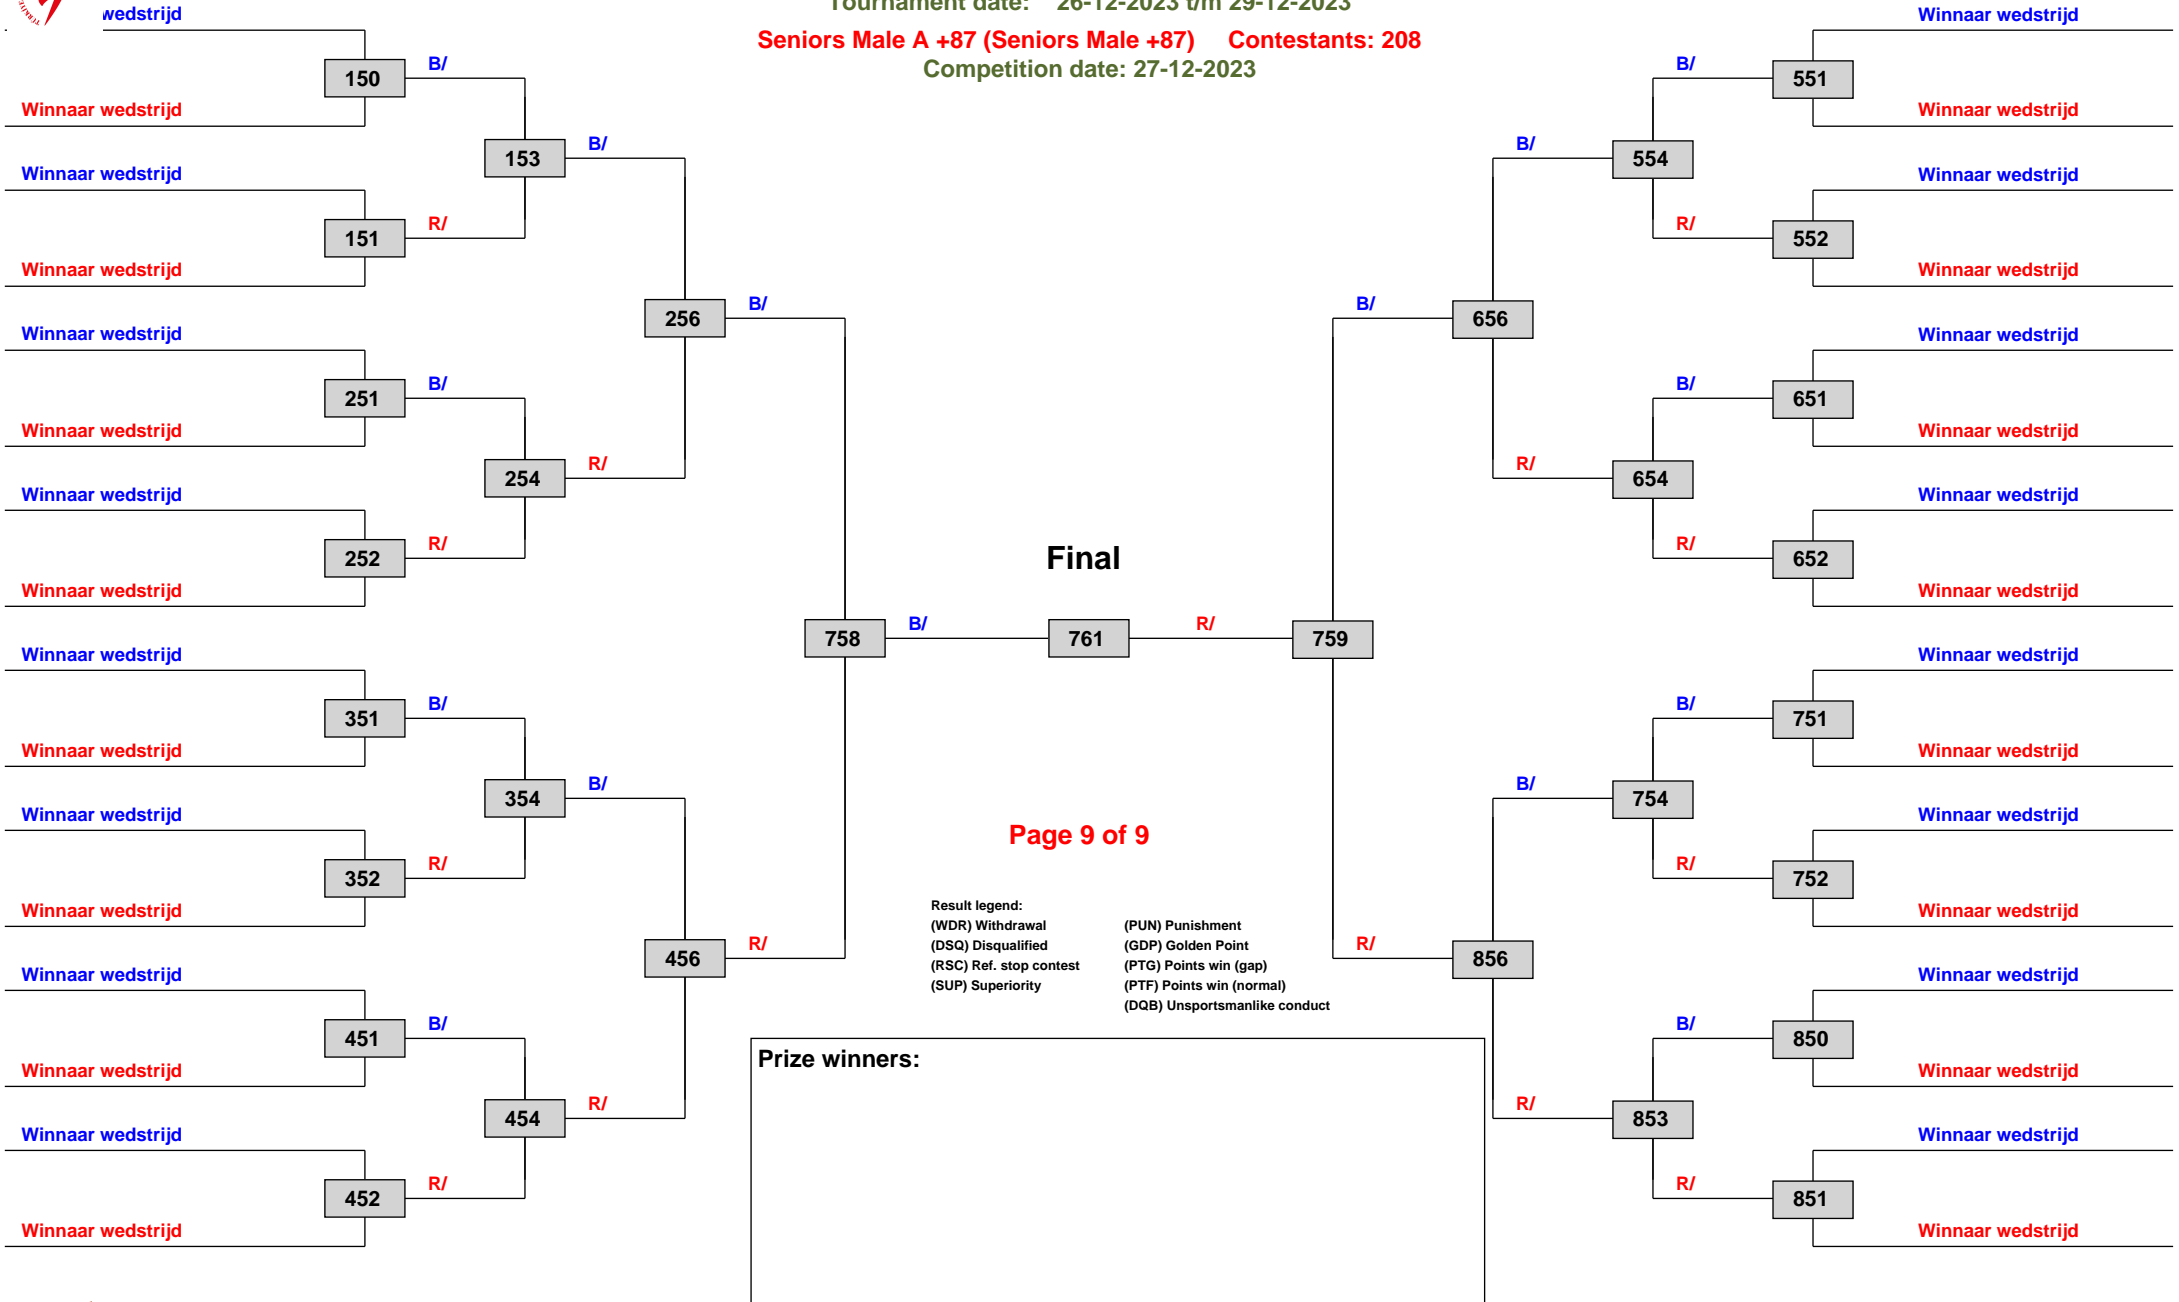 TÜRKİYE
wedstrijd
Tournament date: 26-12-2023 t/m 29-12-2023
Seniors Male A +87 (Seniors Male +87) Contestants: 208
Competition date: 27-12-2023
150
B/
Winnaar wedstrijd
153
B/
Winnaar wedstrijd
151
R/
Winnaar wedstrijd
256
B/
Winnaar wedstrijd
251
B/
Winnaar wedstrijd
254
R/
Winnaar wedstrijd
252
R/
Winnaar wedstrijd
758
B/
Winnaar wedstrijd
351
B/
Winnaar wedstrijd
354
B/
Winnaar wedstrijd
352
R/
Winnaar wedstrijd
456
R/
Winnaar wedstrijd
451
B/
Winnaar wedstrijd
454
R/
Winnaar wedstrijd
452
R/
Winnaar wedstrijd
Final
761
R/
759
Page 9 of 9
Result legend:
(WDR) Withdrawal (PUN) Punishment
(DSQ) Disqualified (GDP) Golden Point
(RSC) Ref. stop contest (PTG) Points win (gap)
(SUP) Superiority (PTF) Points win (normal)
(DQB) Unsportsmanlike conduct
Prize winners:
Winnaar wedstrijd
B/
551
Winnaar wedstrijd
B/
554
Winnaar wedstrijd
R/
552
Winnaar wedstrijd
B/
656
Winnaar wedstrijd
B/
651
Winnaar wedstrijd
R/
654
Winnaar wedstrijd
R/
652
Winnaar wedstrijd
Winnaar wedstrijd
B/
751
Winnaar wedstrijd
B/
754
Winnaar wedstrijd
R/
752
Winnaar wedstrijd
R/
856
Winnaar wedstrijd
B/
850
Winnaar wedstrijd
R/
853
Winnaar wedstrijd
R/
851
Winnaar wedstrijd